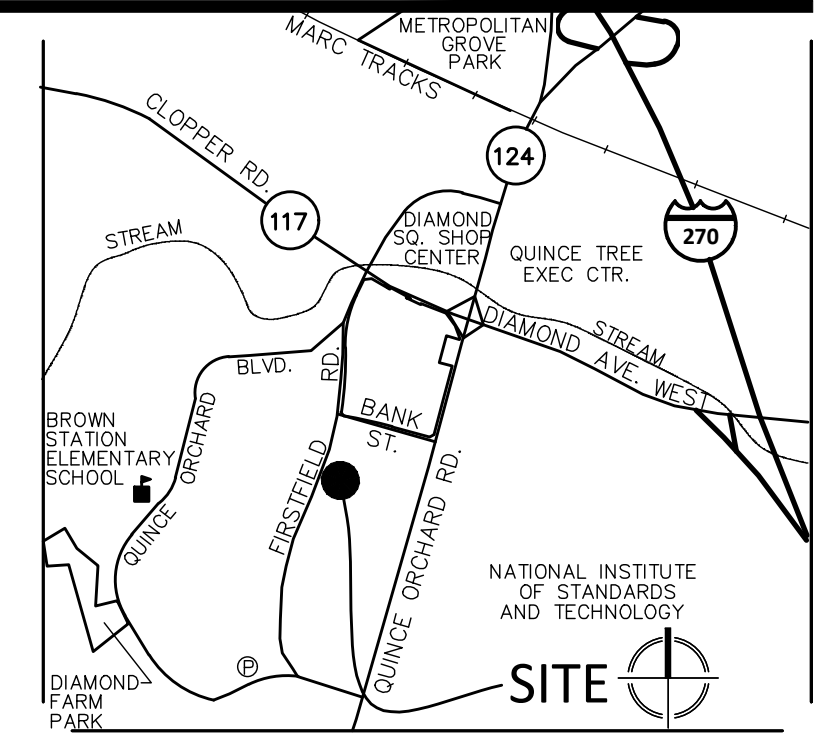 METROPOLITAN
GROVE
PARK
MARC TRACKS
CLOPPER RD.
124
117
270
STREAM
DIAMOND
SQ. SHOP
CENTER
QUINCE TREE
EXEC CTR.
DIAMOND AVE. WEST
STREAM
BLVD.
RD.
BANK
ST.
BROWN
STATION
ELEMENTARY
SCHOOL
ORCHARD
QUINCE
FIRSTFIELD
QUINCE ORCHARD RD.
NATIONAL INSTITUTE
OF STANDARDS
AND TECHNOLOGY
P
SITE
DIAMOND
FARM
PARK